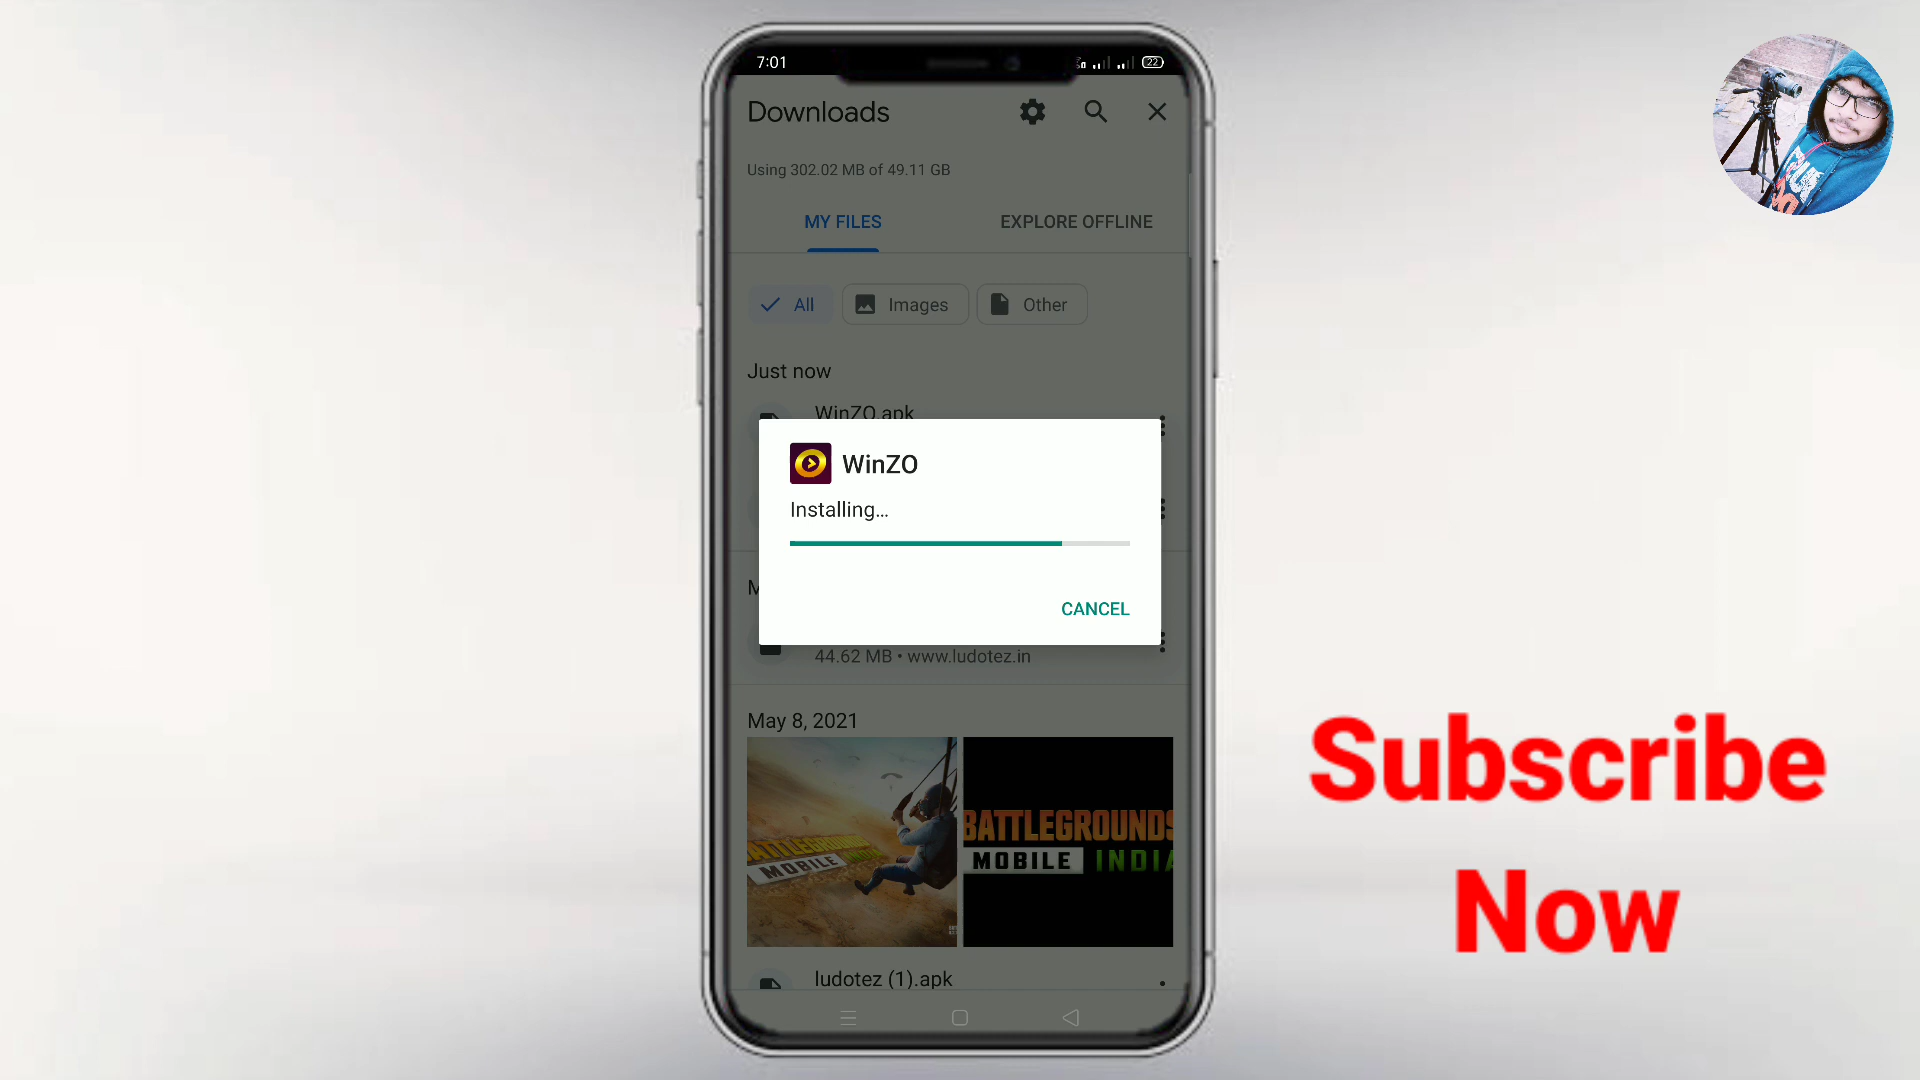 7:01
22
Downloads
Using 302.02 MB of 49.11 GB
MY FILES
EXPLORE OFFLINE
All
Images
Other
Just now
WinZO.apk
WinZO
Installing...
CANCEL
44.62 MB • www.ludotez.in
May 8, 2021
BATTLEGROUNDS
MOBILE
BATTLEGROUNDS
MOBILE INDIA
ludotez (1).apk
Subscribe
Now